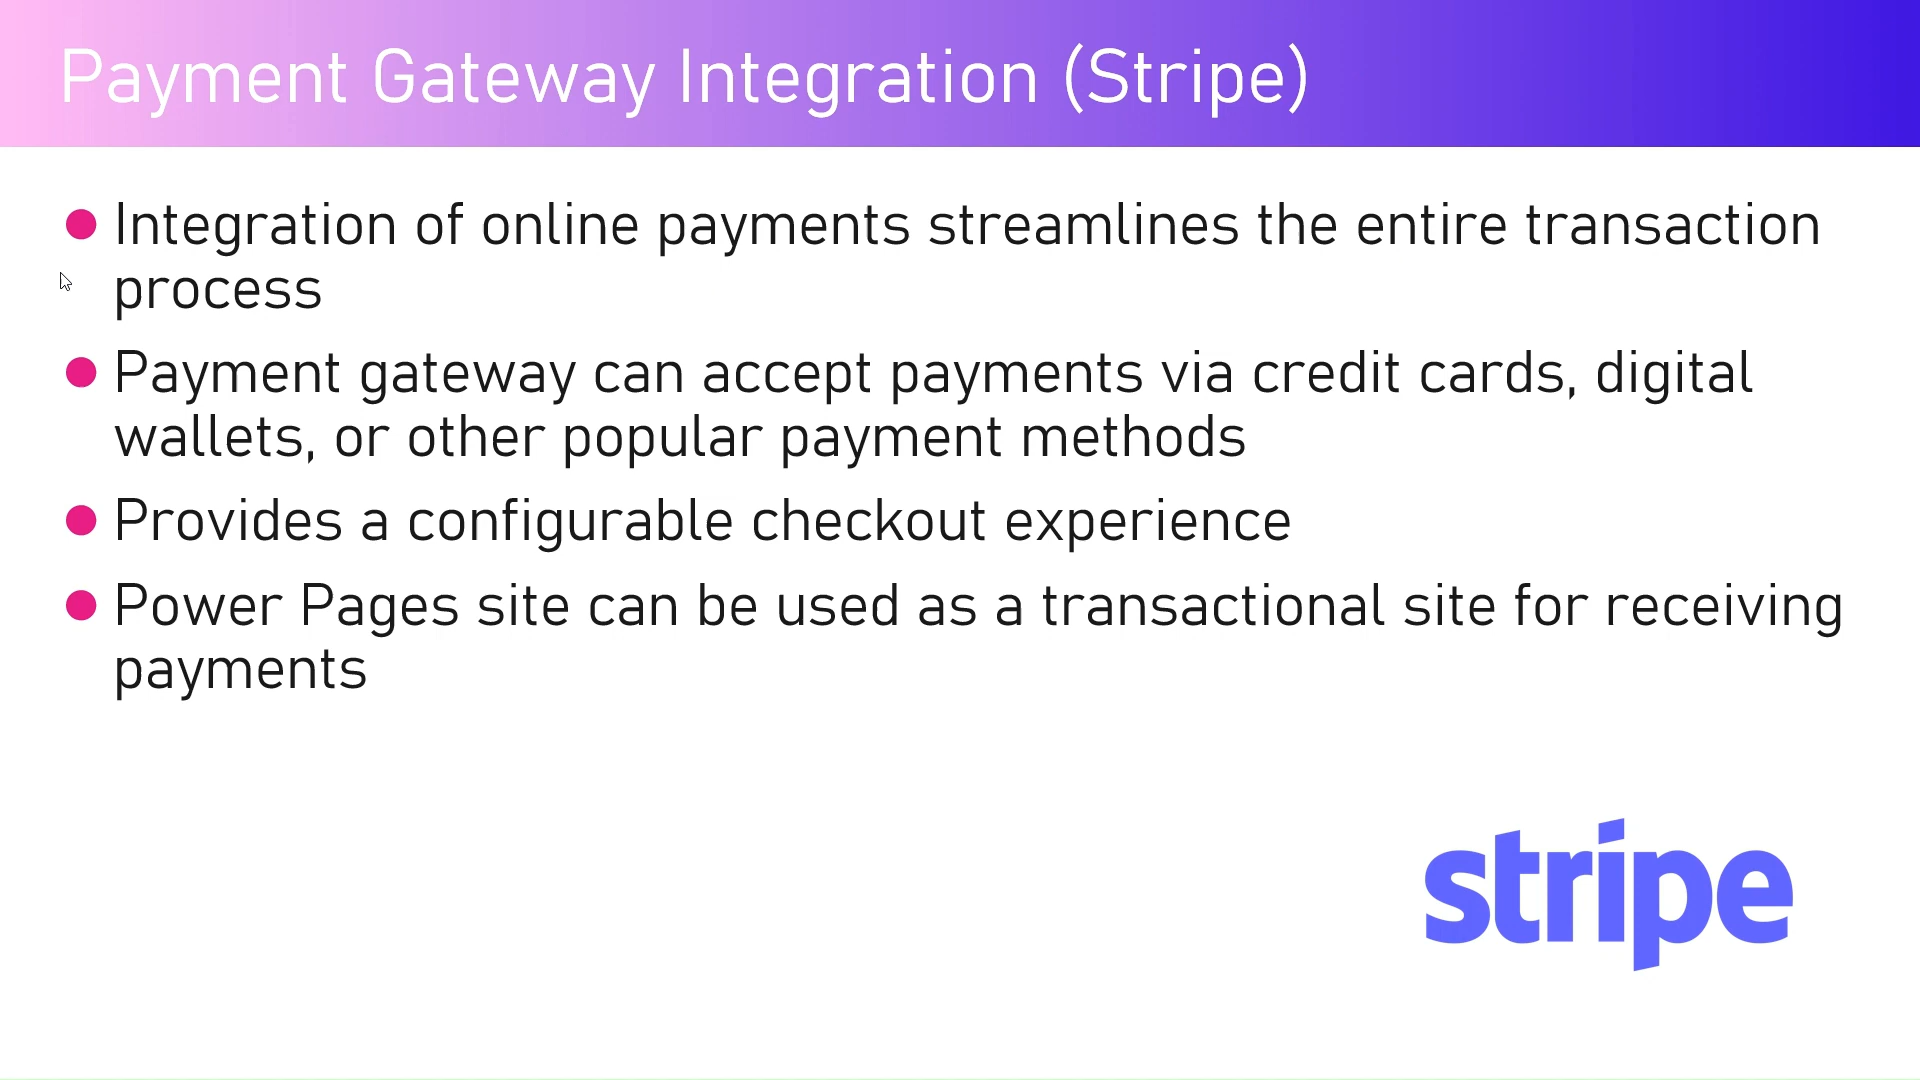 Payment Gateway Integration (Stripe)
Integration of online payments streamlines the entire transaction
process
Payment gateway can accept payments via credit cards, digital
wallets, or other popular payment methods
Provides a configurable checkout experience
Power Pages site can be used as a transactional site for receiving
payments
stripe